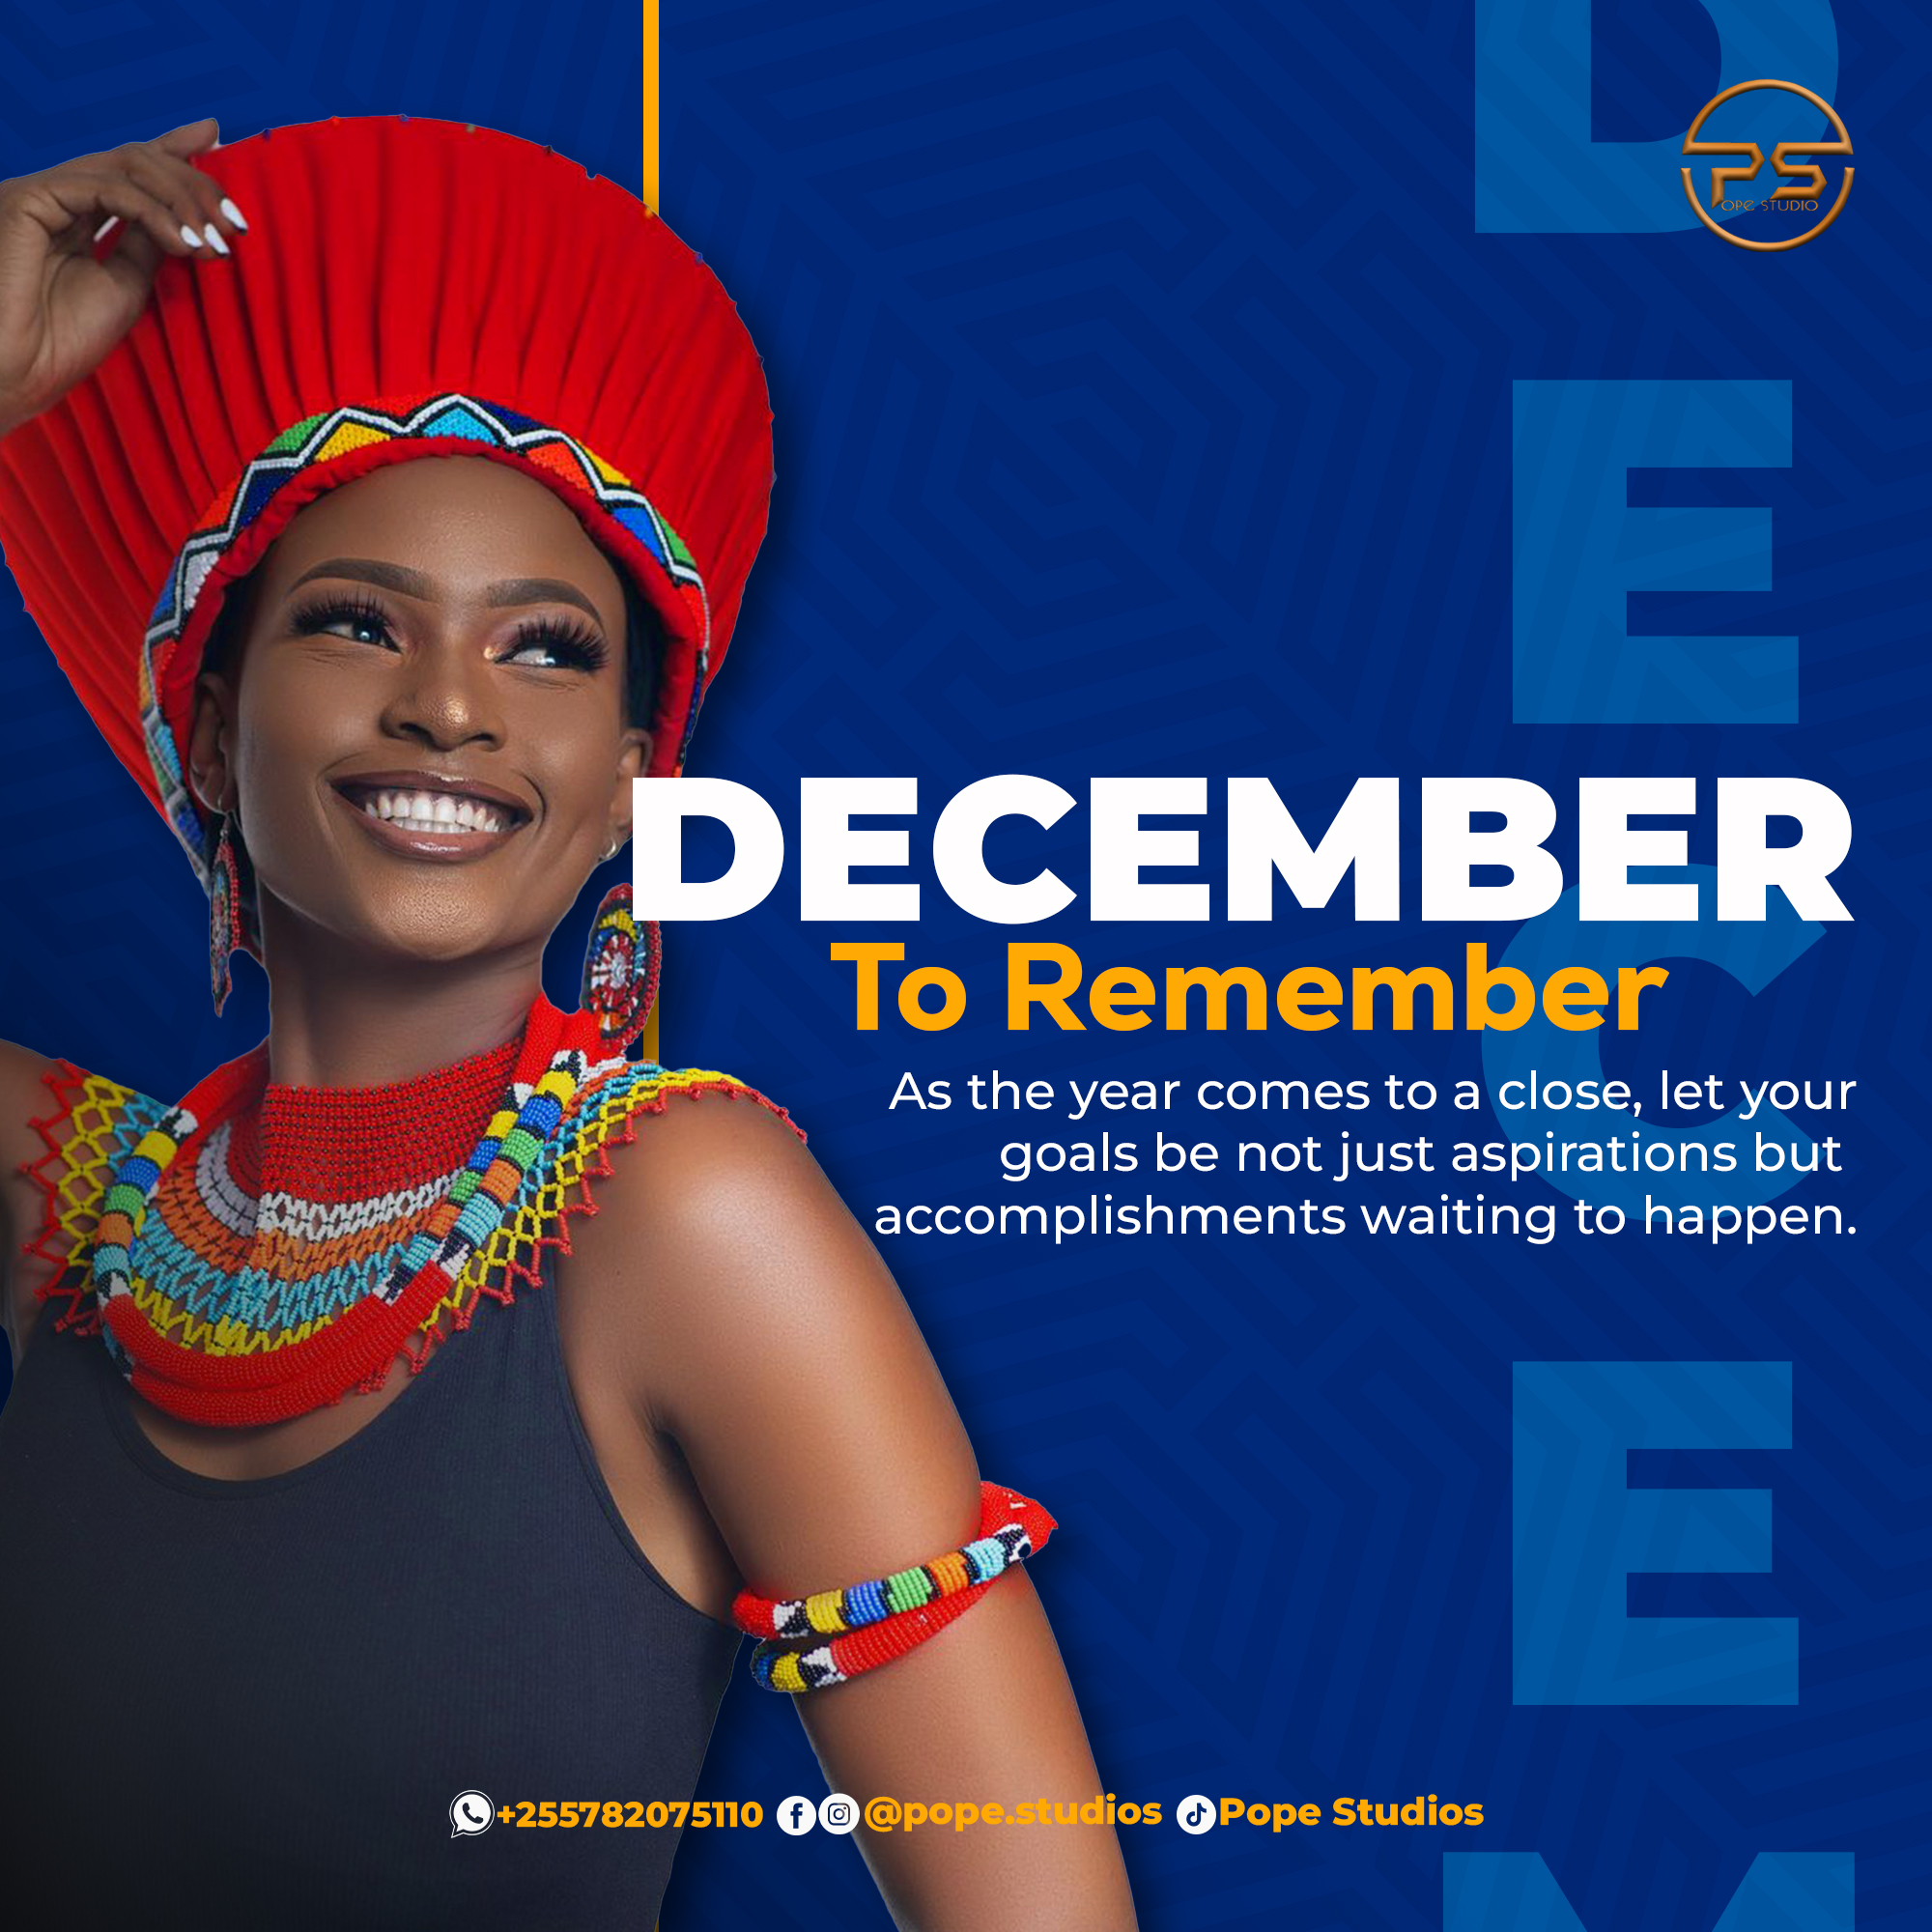 D
PS
POPE STUDIO
E
DECEMBER
C
To Remember
As the year comes to a close, let your
goals be not just aspirations but
accomplishments waiting to happen.
E
+255782075110 @pope.studios Pope Studios
M